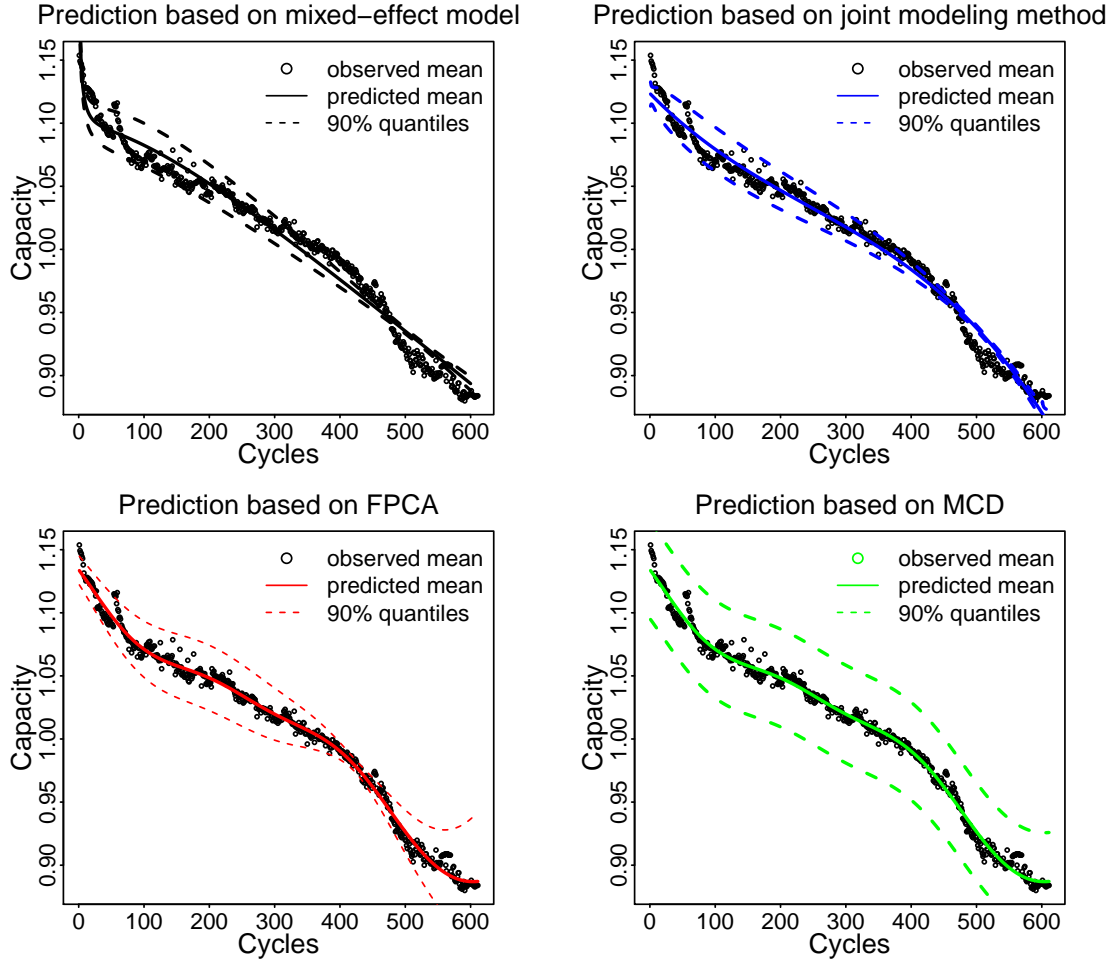 Prediction based on mixed−effect model
Capacity
1.15
1.10
1.05
1.00
0.95
0.90
observed mean
predicted mean
90% quantiles
0 100 200 300 400 500 600
Cycles
Prediction based on joint modeling method
Capacity
1.15
1.10
1.05
1.00
0.95
0.90
observed mean
predicted mean
90% quantiles
0 100 200 300 400 500 600
Cycles
Prediction based on FPCA
Capacity
1.15
1.10
1.05
1.00
0.95
0.90
observed mean
predicted mean
90% quantiles
0 100 200 300 400 500 600
Cycles
Prediction based on MCD
Capacity
1.15
1.10
1.05
1.00
0.95
0.90
observed mean
predicted mean
90% quantiles
0 100 200 300 400 500 600
Cycles